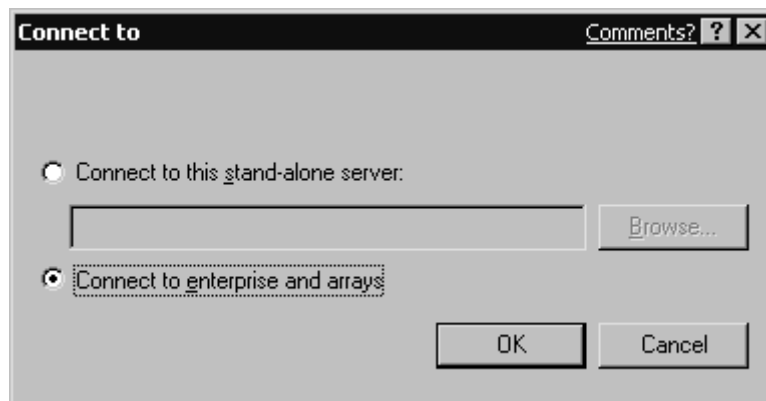 Connect to Comments? ?
Connect to this stand-alone server:
Browse...
Connect to enterprise and arrays
OK Cancel